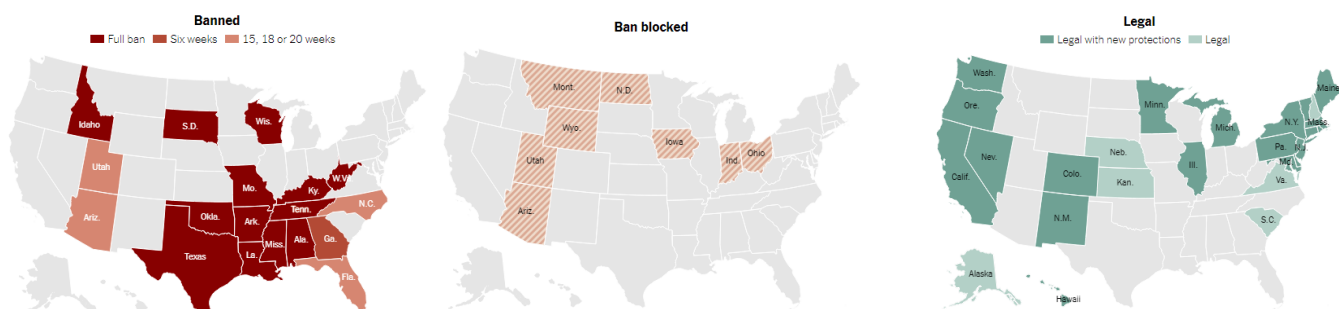 Banned
Full ban Six weeks 15, 18 or 20 weeks
Idaho
S.D.
Wis.
Utah
Ariz.
Mo.
Ky.
W.V.
Okla.
Ark.
Tenn.
N.C.
Texas
La.
Miss.
Ala.
Ga.
Fla.
Ban blocked
Mont.
N.D.
Wyo.
Utah
Iowa
Ind.
Ohio
Ariz.
Legal
Legal with new protections Legal
Wash.
Ore.
Calif.
Nev.
Colo.
N.M.
Minn.
Neb.
Kan.
Ill.
Mich.
Maine
N.Y.
Mass.
Pa.
N.J.
Md.
Va.
S.C.
Alaska
Hawaii